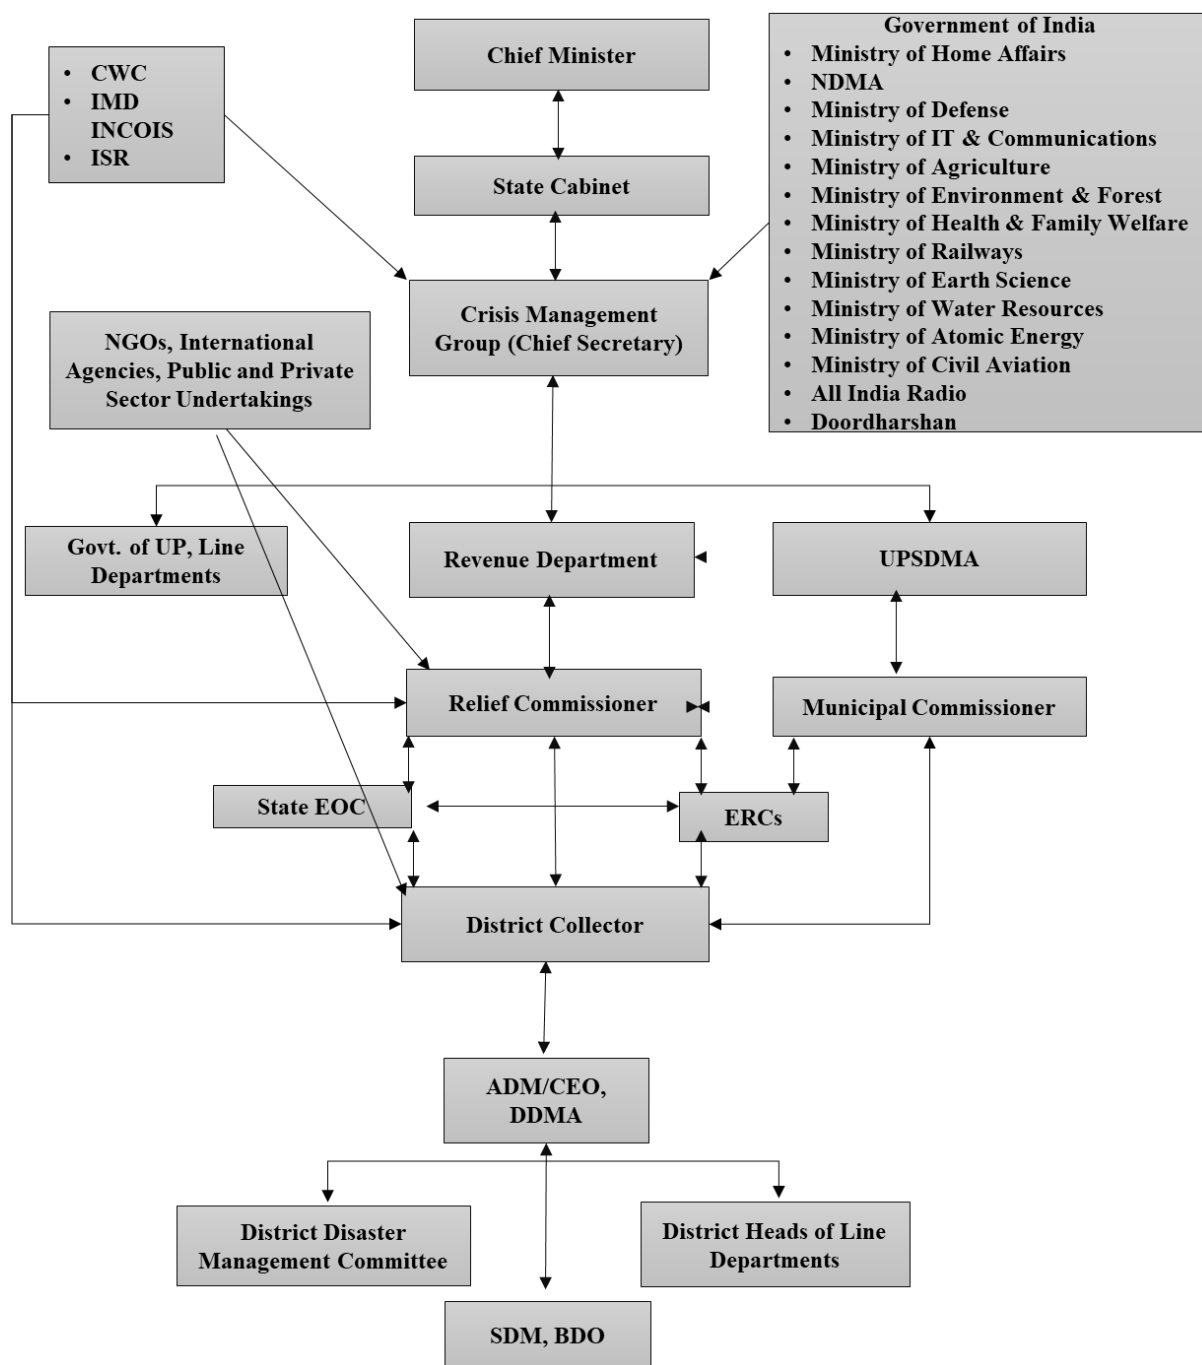 Chief Minister
• CWC
• IMD
INCOIS
• ISR
Government of India
• Ministry of Home Affairs
• NDMA
• Ministry of Defense
• Ministry of IT & Communications
• Ministry of Agriculture
• Ministry of Environment & Forest
• Ministry of Health & Family Welfare
• Ministry of Railways
• Ministry of Earth Science
• Ministry of Water Resources
• Ministry of Atomic Energy
• Ministry of Civil Aviation
• All India Radio
• Doordharshan
State Cabinet
Crisis Management
Group (Chief Secretary)
NGOs, International
Agencies, Public and Private
Sector Undertakings
Govt. of UP, Line
Departments
Revenue Department
UPSDMA
Relief Commissioner
Municipal Commissioner
State EOC
ERCs
District Collector
ADM/CEO,
DDMA
District Disaster
Management Committee
District Heads of Line
Departments
SDM, BDO